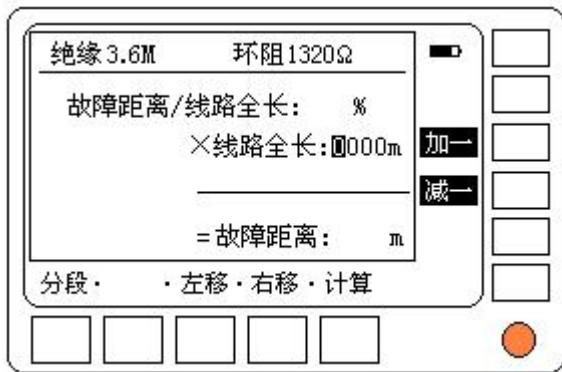 绝缘3.6M 环阻1320Ω
故障距离/线路全长: %
×线路全长:0000m
加一
减一
=故障距离: m
分段· ·左移·右移·计算